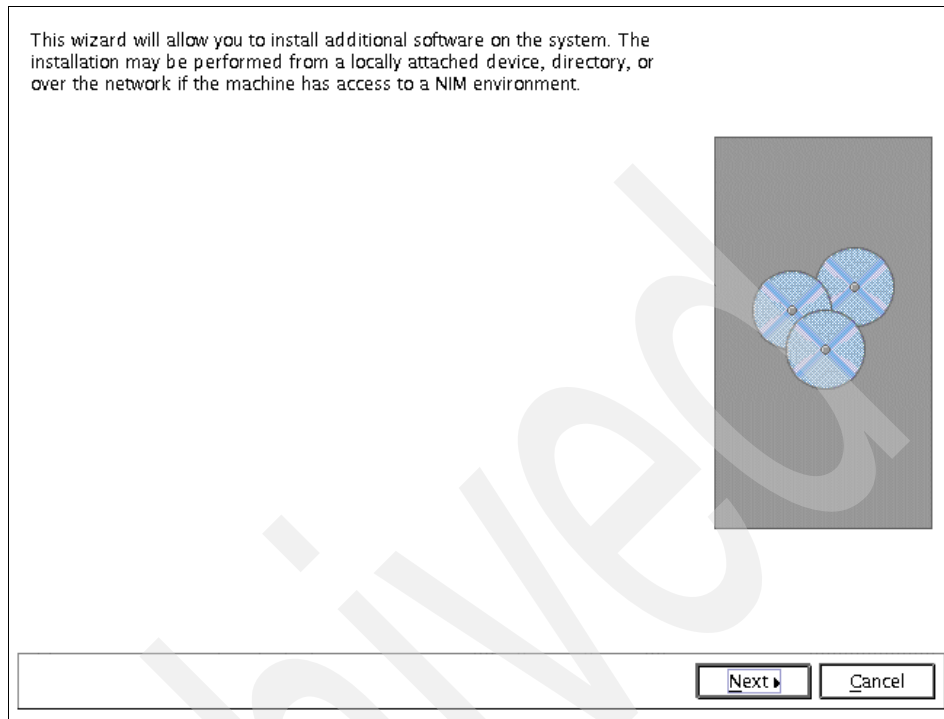 This wizard will allow you to install additional software on the system. The
installation may be performed from a locally attached device, directory, or
over the network if the machine has access to a NIM environment.
Next
Cancel